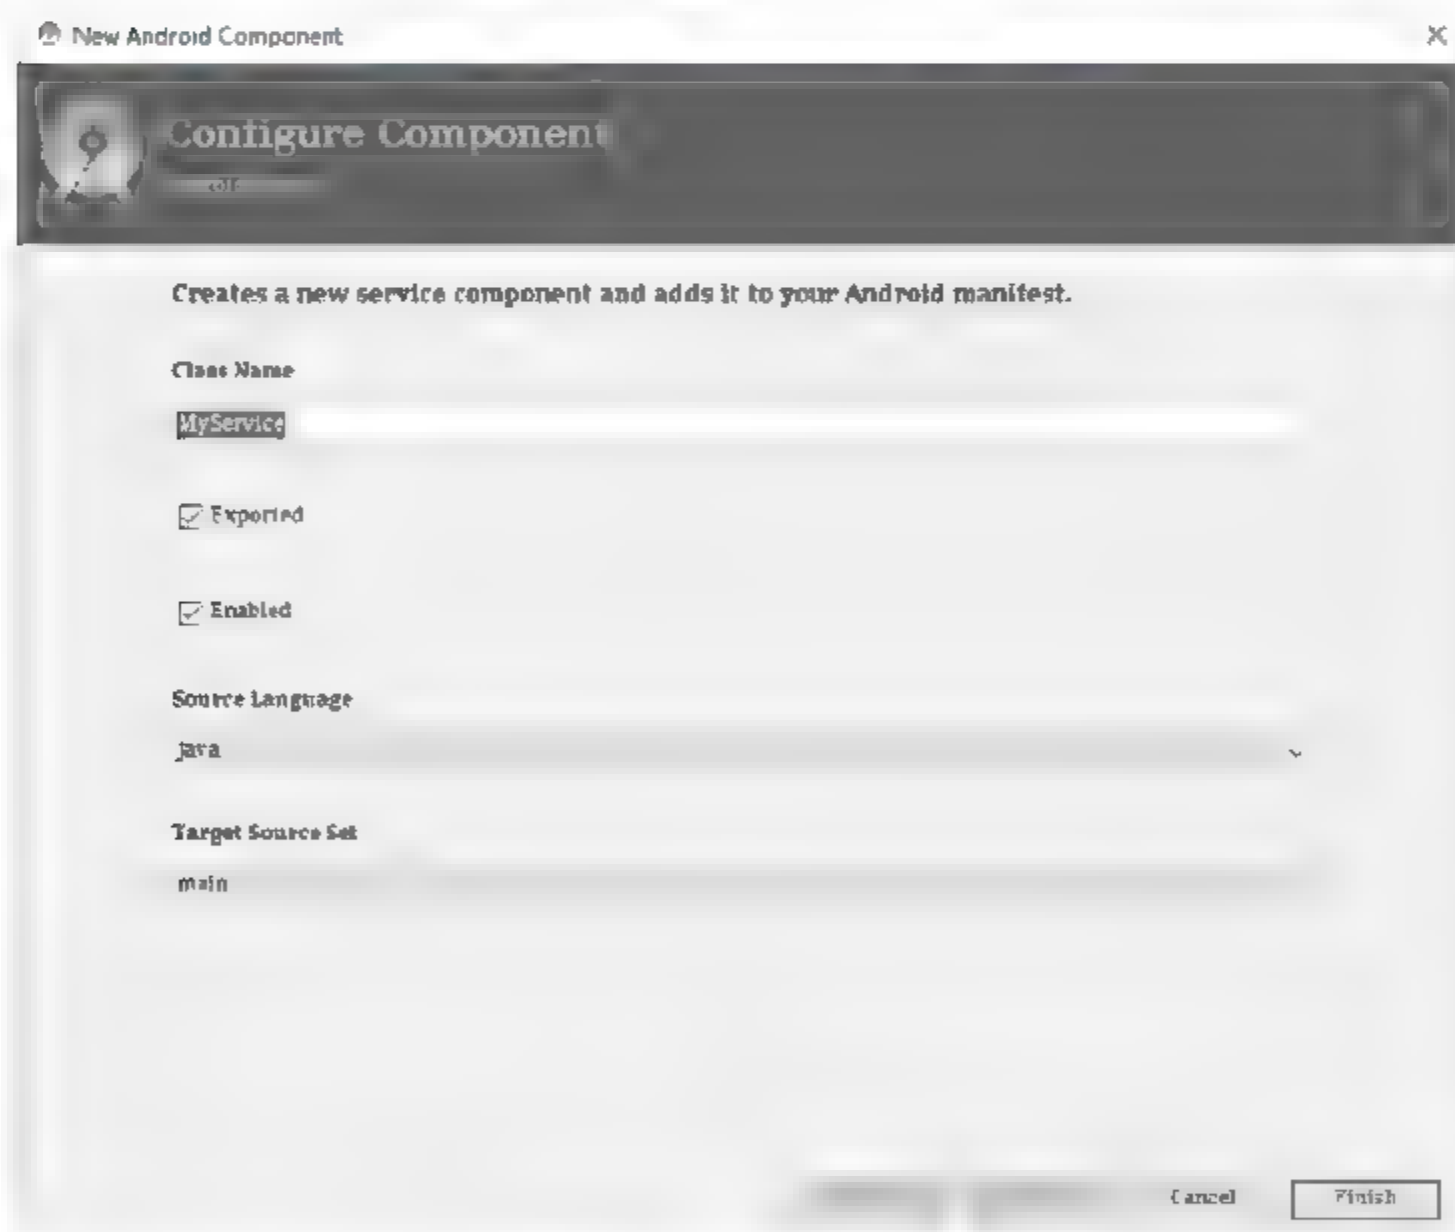 New Android Component
Configure Component
Creates a new service component and adds it to your Android manifest.
Class Name
MyService
Exported
Enabled
Source Language
Java
Target Source Set
main
Cancel
Finish